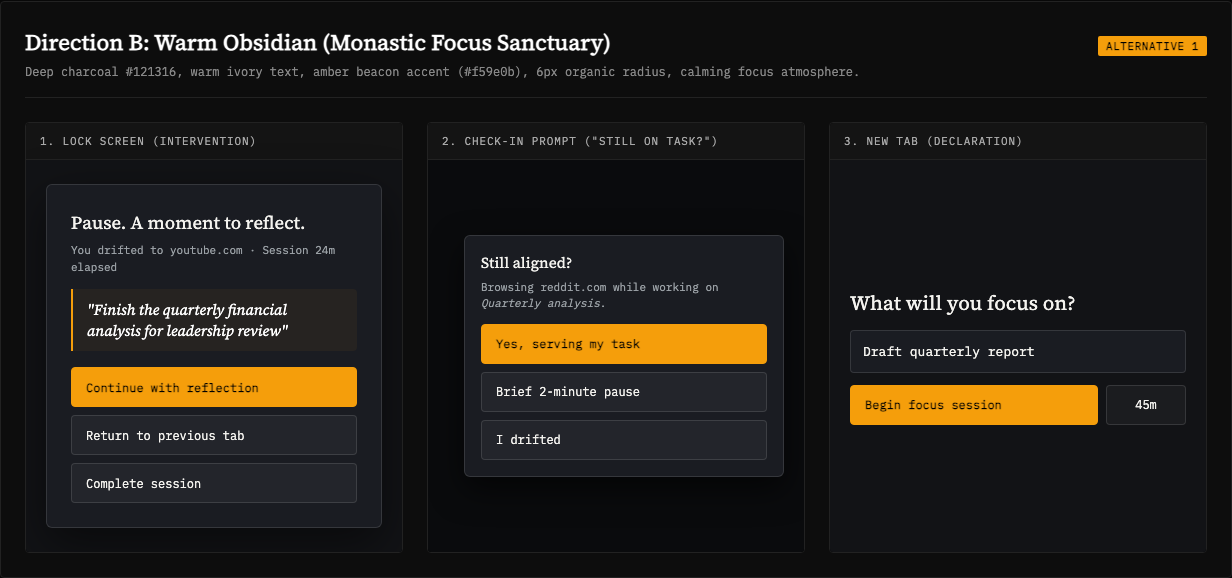 Direction B: Warm Obsidian (Monastic Focus Sanctuary)
ALTERNATIVE 1
Deep charcoal #121316, warm ivory text, amber beacon accent (#f59e0b), 6px organic radius, calming focus atmosphere.
1. LOCK SCREEN (INTERVENTION)
Pause. A moment to reflect.
You drifted to youtube.com · Session 24m
elapsed
"Finish the quarterly financial
analysis for leadership review"
Continue with reflection
Return to previous tab
Complete session
2. CHECK-IN PROMPT ("STILL ON TASK?")
Still aligned?
Browsing reddit.com while working on
Quarterly analysis.
Yes, serving my task
Brief 2-minute pause
I drifted
3. NEW TAB (DECLARATION)
What will you focus on?
Draft quarterly report
Begin focus session
45m